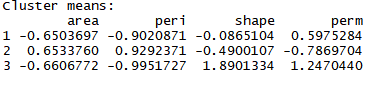 Cluster means:
area peri shape perm
1 -0.6503697 -0.9020871 -0.0865104 0.5975284
2 0.6533760 0.9292371 -0.4900107 -0.7869704
3 -0.6606772 -0.9951727 1.8901334 1.2470440